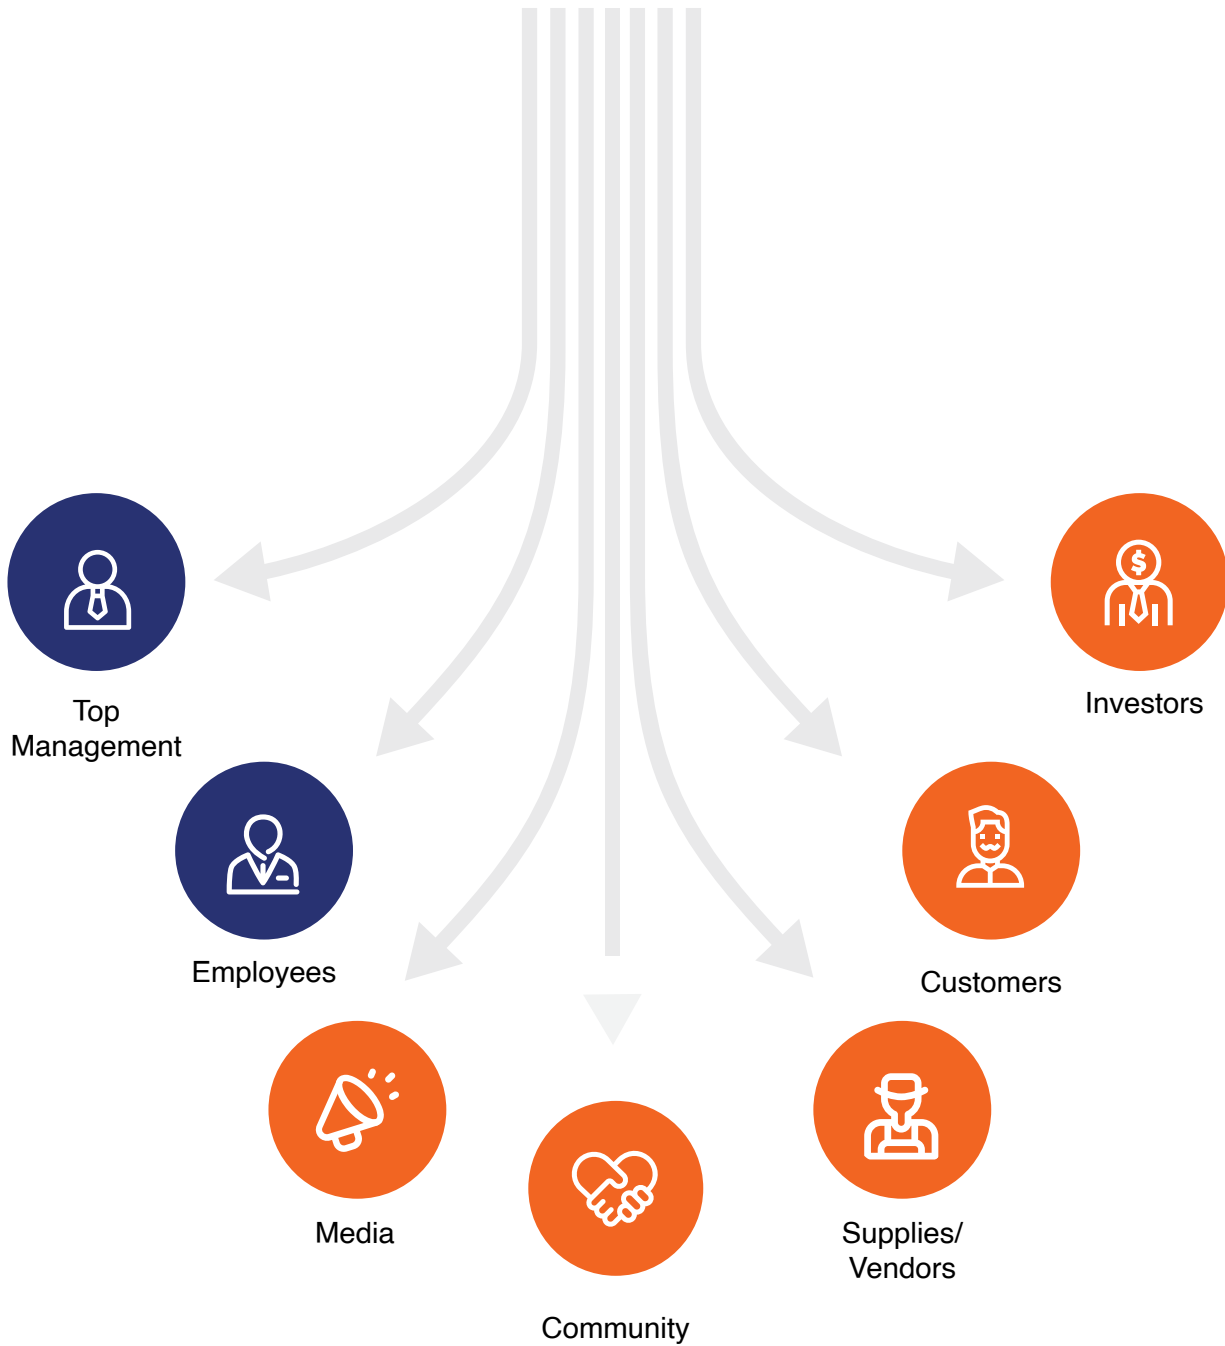 Top
Management
Investors
Employees
Customers
Media
Supplies/
Vendors
Community